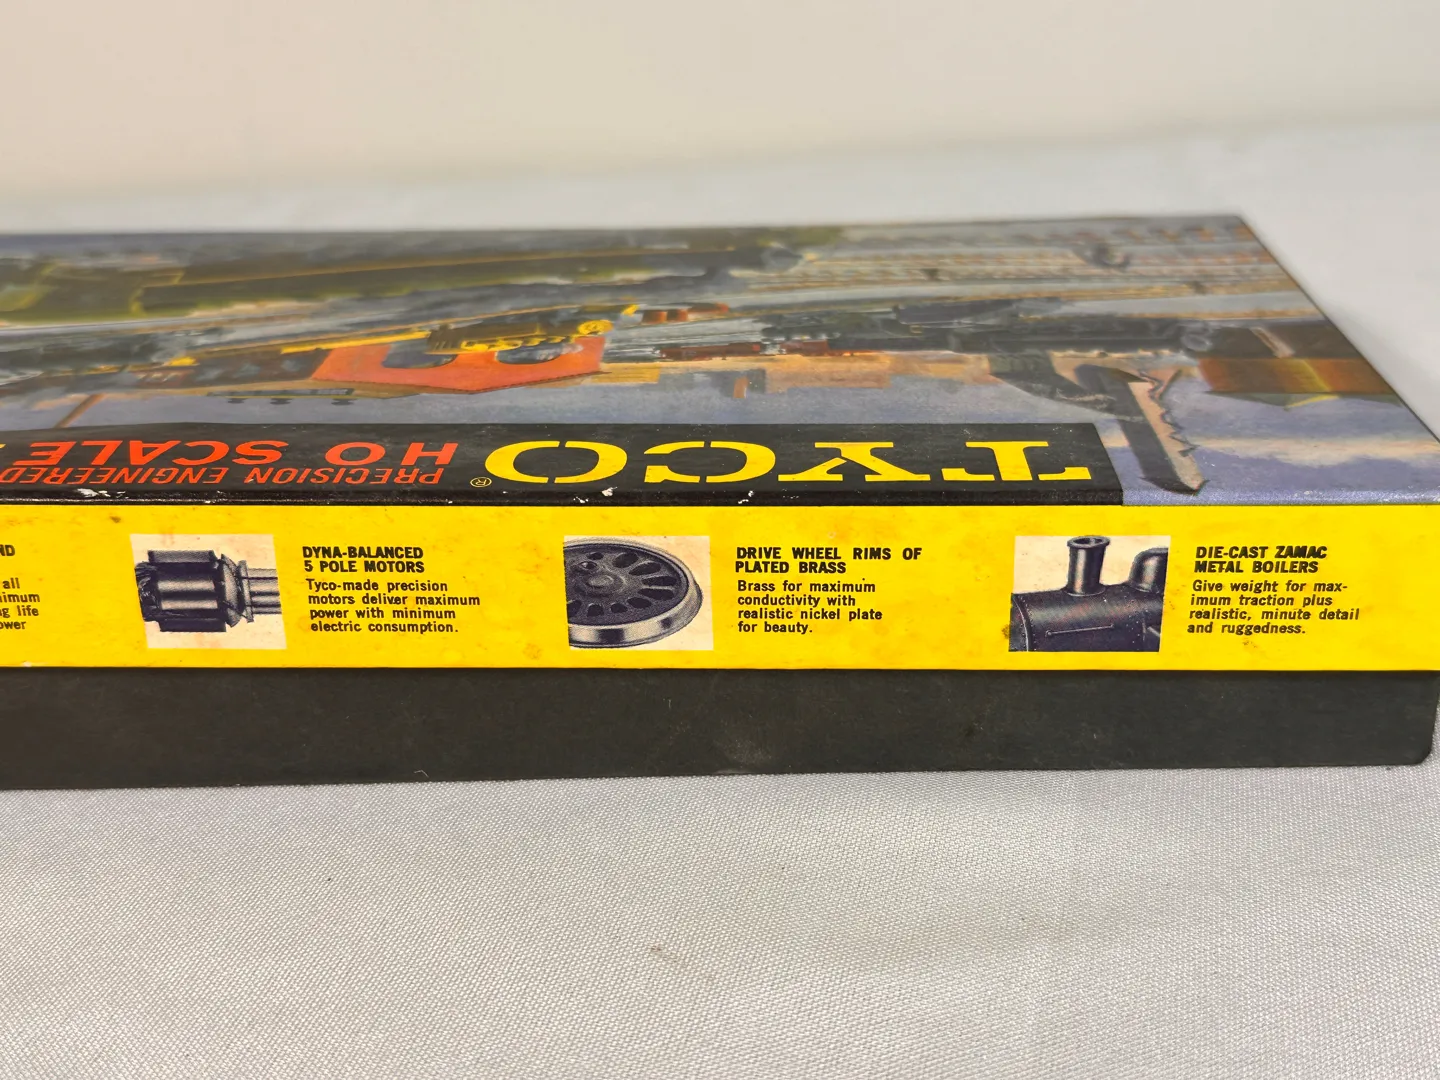 TYCO®
PRECISION ENGINEERED
HO SCALE
all
life
DYNA-BALANCED
5 POLE MOTORS
Tyco-made precision
motors deliver maximum
power with minimum
electric consumption.
DRIVE WHEEL RIMS OF
PLATED BRASS
Brass for maximum
conductivity with
realistic nickel plate
for beauty.
DIE-CAST ZAMAC
METAL BOILERS
Give weight for max-
imum traction plus
realistic, minute detail
and ruggedness.